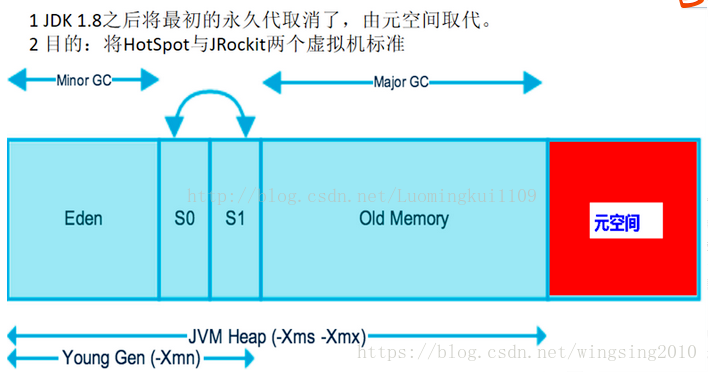 1 JDK 1.8之后将最初的永久代取消了，由元空间取代。
2 目的：将HotSpot与JRockit两个虚拟机标准
Minor GC
Major GC
http://blog.csdn.net/Luomingkui1109
Eden
S0
S1
Old Memory
元空间
JVM Heap (-Xms -Xmx)
https://blog.csdn.net/wingsing2010
Young Gen (-Xmn)